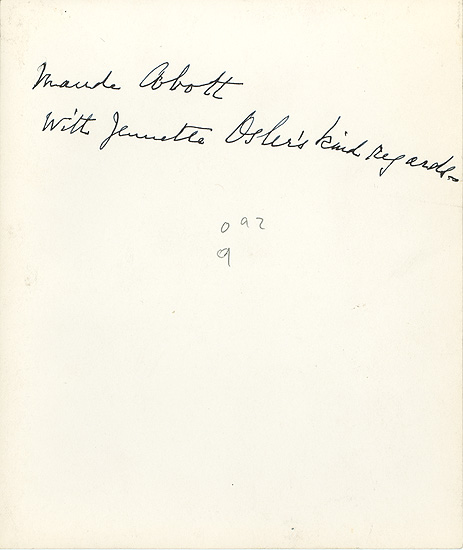 Maude Abbott
With Jennette Osler's kind regards-
092
9